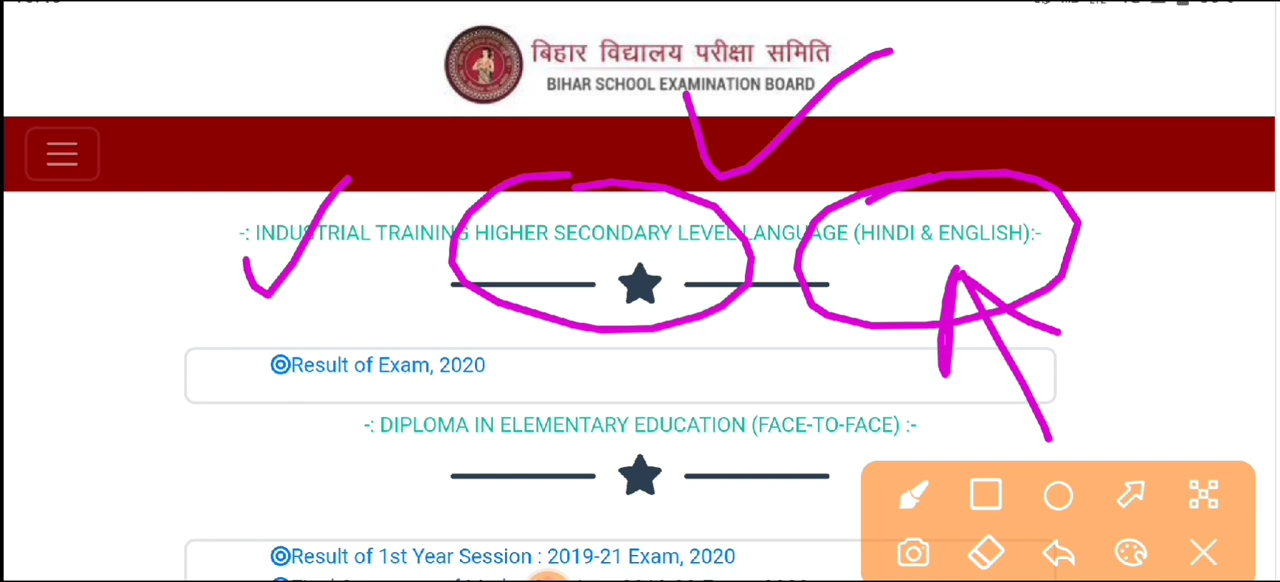 बिहार विद्यालय परीक्षा समिति
BIHAR SCHOOL EXAMINATION BOARD
-: INDUSTRIAL TRAINING HIGHER SECONDARY LEVEL LANGUAGE (HINDI & ENGLISH):-
Result of Exam, 2020
-: DIPLOMA IN ELEMENTARY EDUCATION (FACE-TO-FACE) :-
Result of 1st Year Session : 2019-21 Exam, 2020